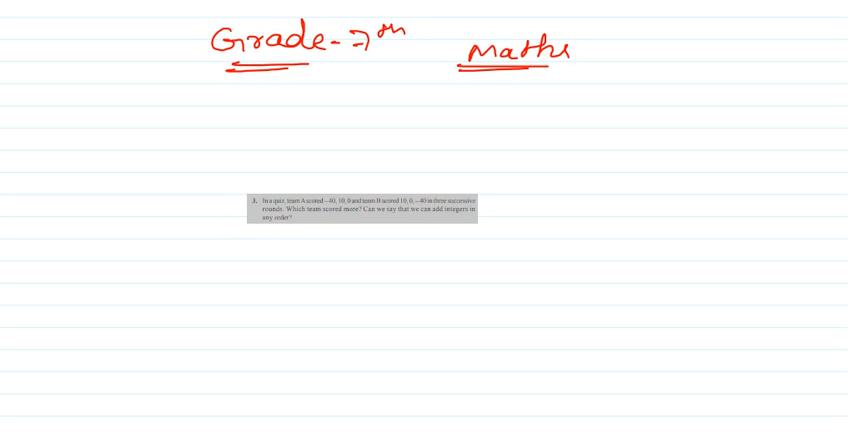 Grade-7th
Maths
3. In a quiz, team A scored – 40, 10, 0 and team B scored 10, 0, – 40 in three successive
rounds. Which team scored more? Can we say that we can add integers in
any order?